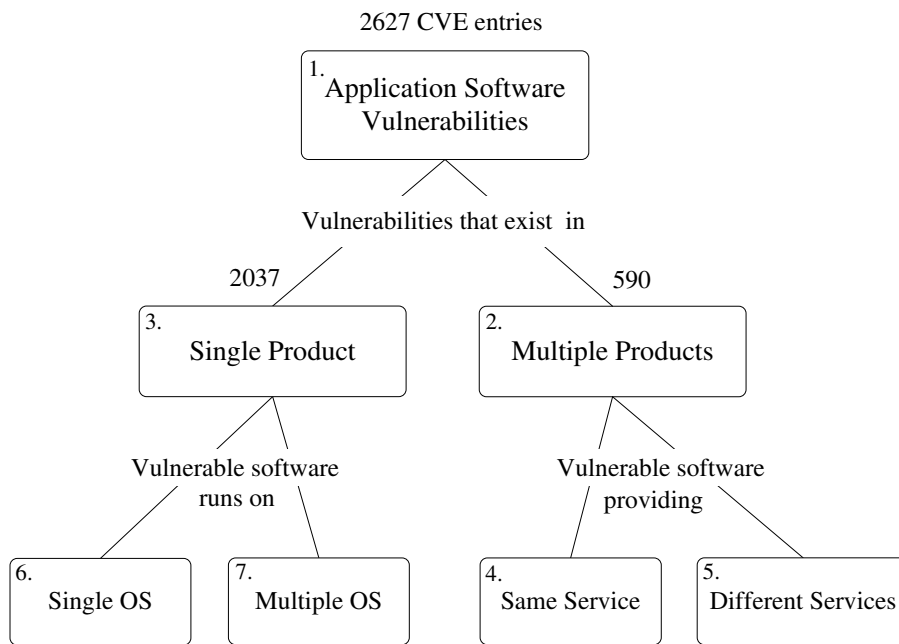 2627 CVE entries
1.
Application Software
Vulnerabilities
Vulnerabilities that exist in
2037
590
3.
Single Product
2.
Multiple Products
Vulnerable software
runs on
Vulnerable software
providing
6.
Single OS
7.
Multiple OS
4.
Same Service
5.
Different Services